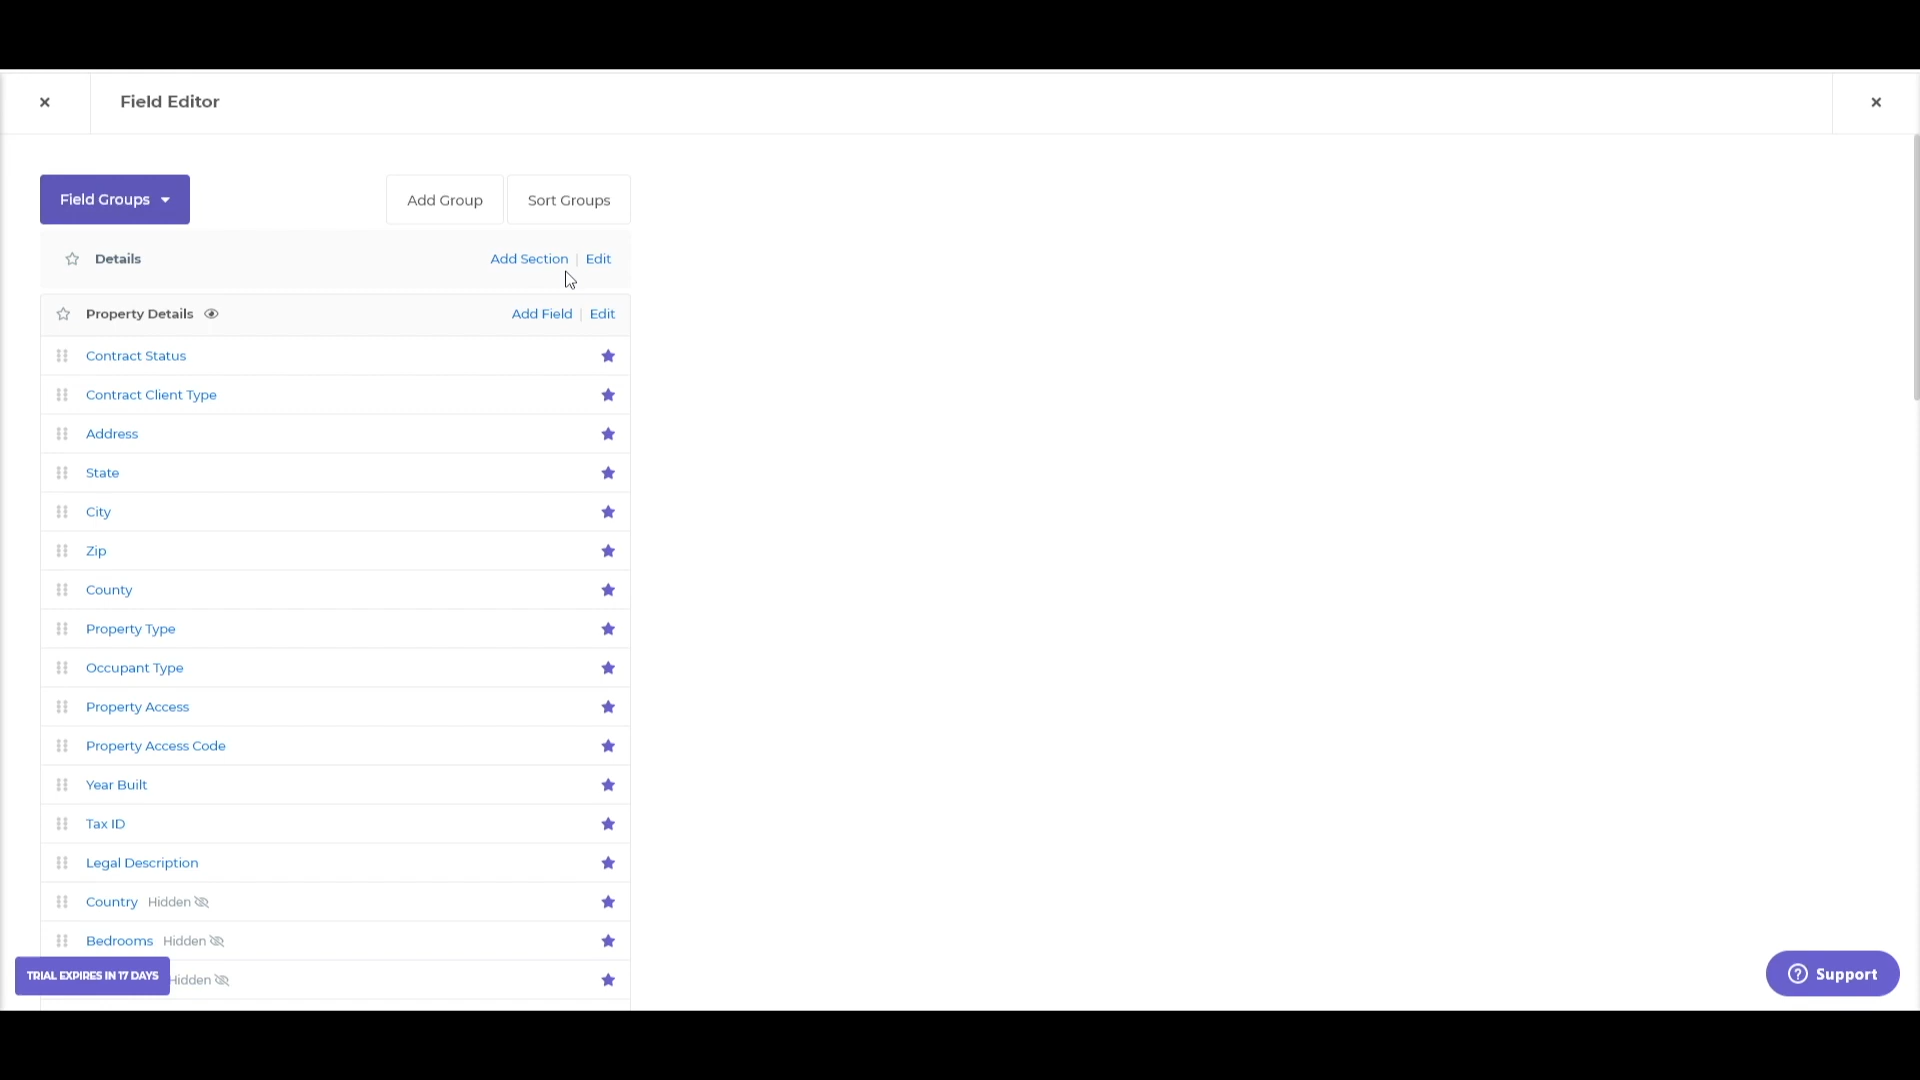 Field Editor
Field Groups
Add Group
Sort Groups
Details
Add Section | Edit
Property Details
Add Field | Edit
Contract Status
Contract Client Type
Address
State
City
Zip
County
Property Type
Occupant Type
Property Access
Property Access Code
Year Built
Tax ID
Legal Description
Country Hidden
Bedrooms Hidden
Hidden
TRIAL EXPIRES IN 17 DAYS
Support